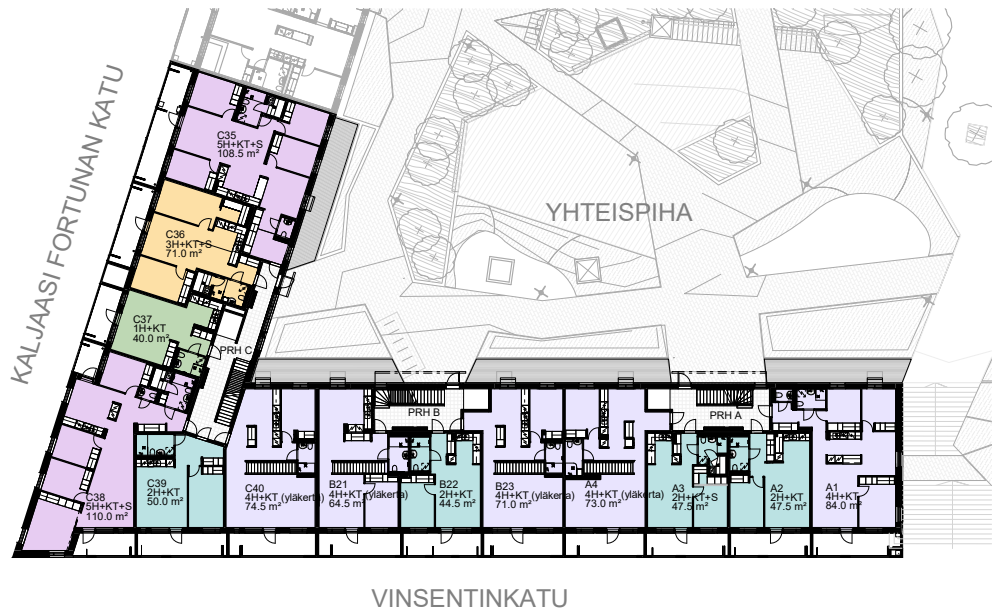 KALJAASI FORTUNAN KATU
YHTEISPIHA
C35
5H+KT+S
108.5 m²
C36
3H+KT+S
71.0 m²
C37
1H+KT
40.0 m²
PRH C
C38
5H+KT+S
110.0 m²
C39
2H+KT
50.0 m²
C40
4H+KT (yläkerta)
74.5 m²
B21
4H+KT (yläkerta)
64.5 m²
PRH B
B22
2H+KT
44.5 m²
B23
4H+KT (yläkerta)
71.0 m²
A4
4H+KT (yläkerta)
73.0 m²
PRH A
A3
2H+KT+S
47.5 m²
A2
2H+KT
47.5 m²
A1
4H+KT
84.0 m²
VINSENTINKATU